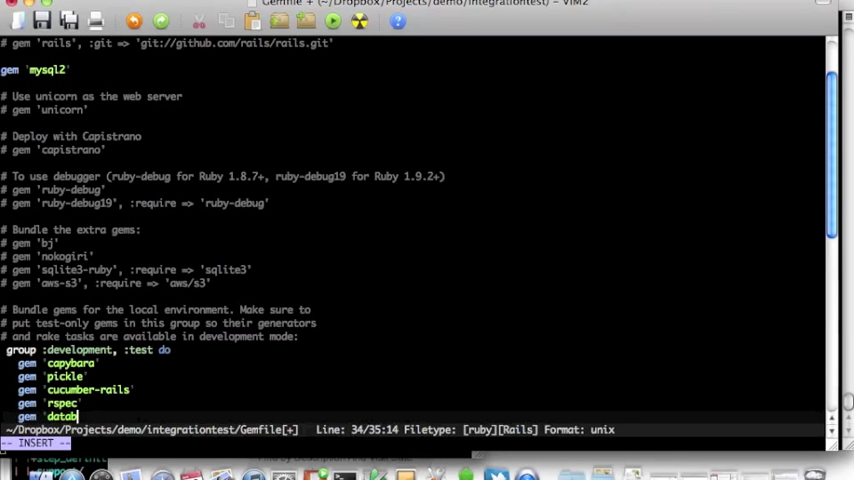 Gemfile + (~/Dropbox/Projects/demo/integrationtest) – VIM2
# gem 'rails', :git => 'git://github.com/rails/rails.git'
gem 'mysql2'
# Use unicorn as the web server
# gem 'unicorn'
# Deploy with Capistrano
# gem 'capistrano'
# To use debugger (ruby-debug for Ruby 1.8.7+, ruby-debug19 for Ruby 1.9.2+)
# gem 'ruby-debug'
# gem 'ruby-debug19', :require => 'ruby-debug'
# Bundle the extra gems:
# gem 'bj'
# gem 'nokogiri'
# gem 'sqlite3-ruby', :require => 'sqlite3'
# gem 'aws-s3', :require => 'aws/s3'
# Bundle gems for the local environment. Make sure to
# put test-only gems in this group so their generators
# and rake tasks are available in development mode:
group :development, :test do
gem 'capybara'
gem 'pickle'
gem 'cucumber-rails'
gem 'rspec'
gem 'datab
~/Dropbox/Projects/demo/integrationtest/Gemfile[+] Line: 34/35:14 Filetype: [ruby][Rails] Format: unix
-- INSERT --